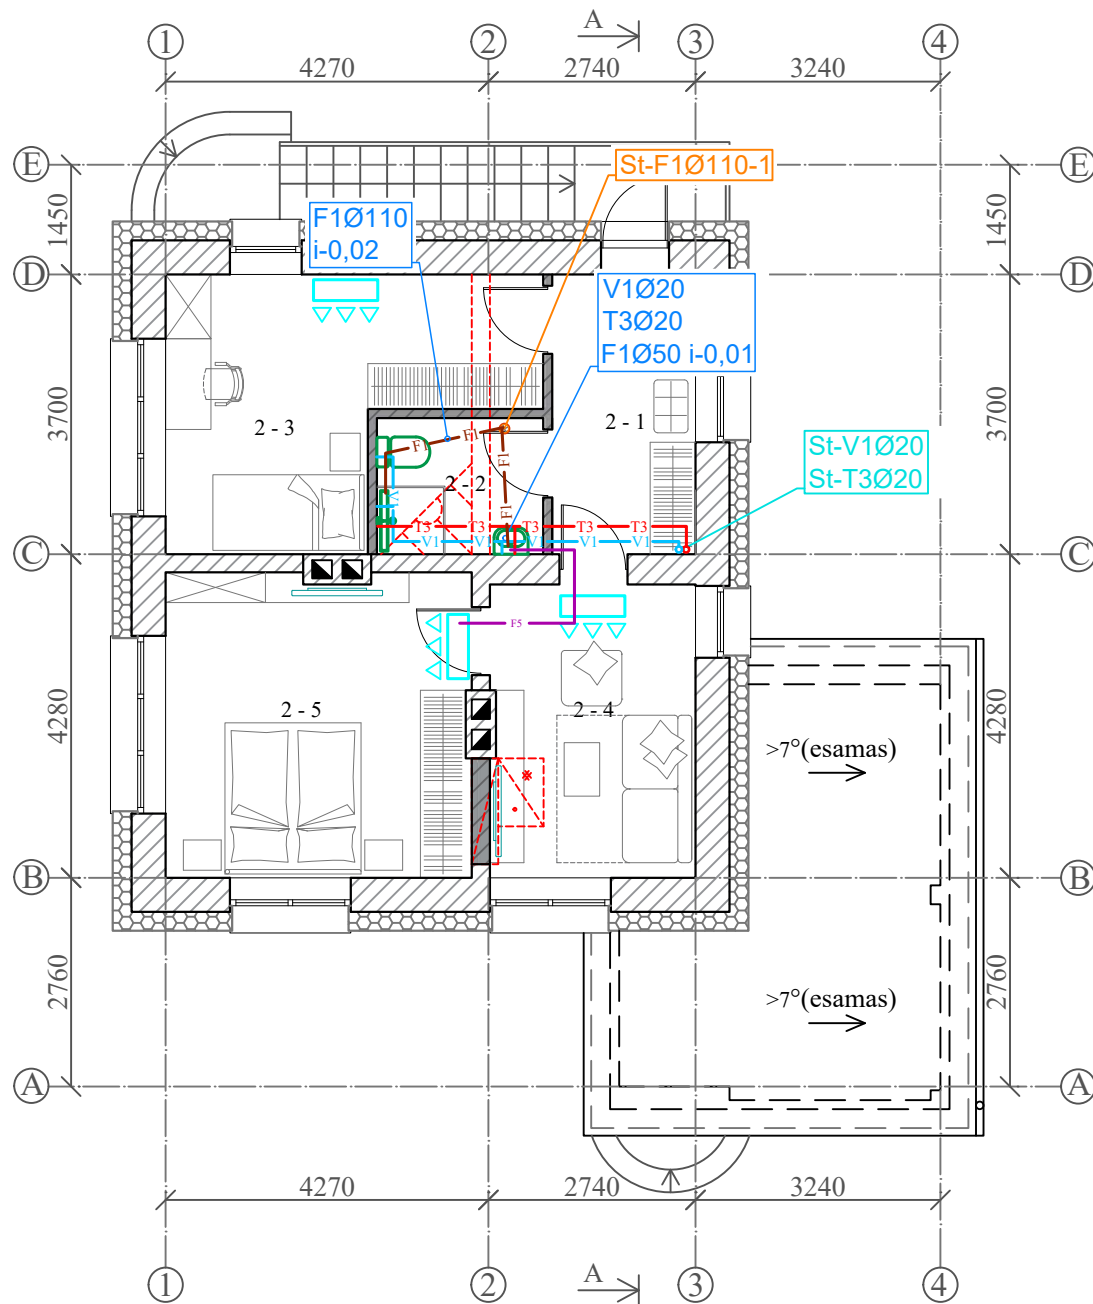 A
1 2 3 4
4270 2740 3240
E E
St-F1Ø110-1
1450 1450
F1Ø110
i-0,02
D D
V1Ø20
T3Ø20
F1Ø50 i-0,01
3700 3700
2 - 3
2 - 1
F1 F1
F1
St-V1Ø20
St-T3Ø20
2 - 2
V1
F1
T3 T3 T3 T3 T3
V1 V1 V1 V1 V1
C C
F5
4280 4280
2 - 5
2 - 4
>7°(esamas)
B B
2760 2760
>7°(esamas)
A A
4270 2740 3240
A
1 2 3 4